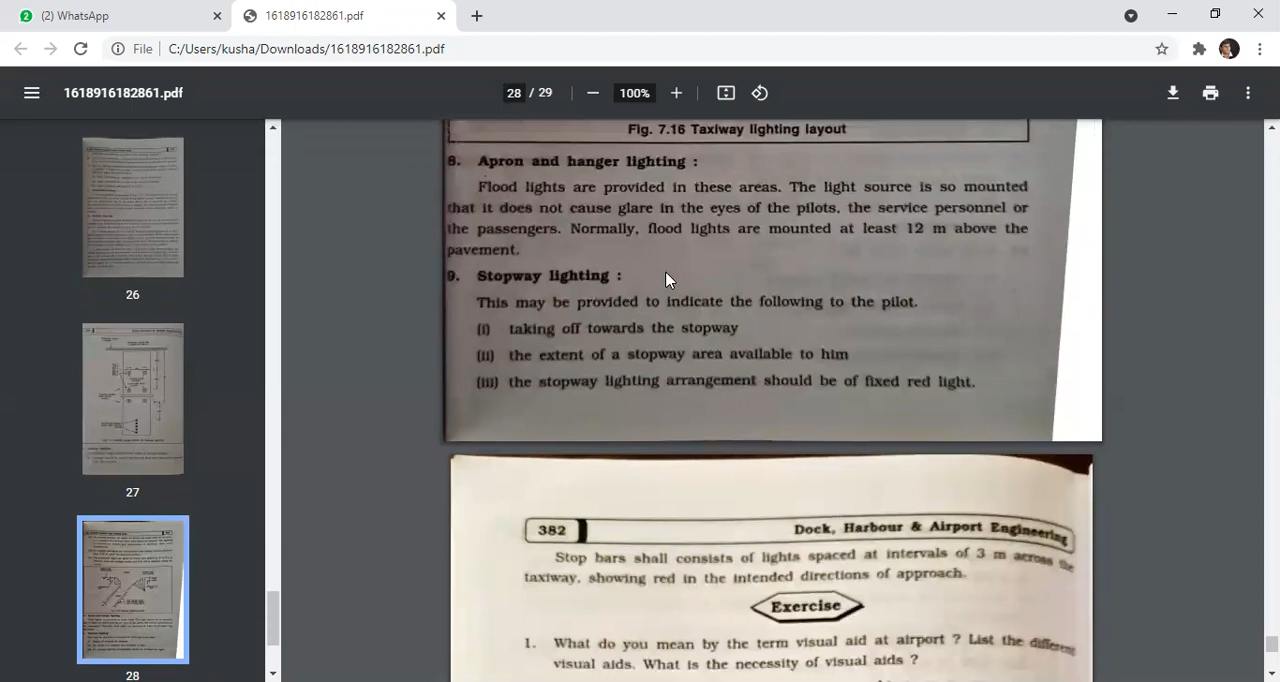 (2) WhatsApp
1618916182861.pdf
File
C:/Users/kusha/Downloads/1618916182861.pdf
1618916182861.pdf
28 / 29
100%
26
27
28
Fig. 7.16 Taxiway lighting layout
8. Apron and hanger lighting :
Flood lights are provided in these areas. The light source is so mounted
that it does not cause glare in the eyes of the pilots, the service personnel or
the passengers. Normally, flood lights are mounted at least 12 m above the
pavement.
9. Stopway lighting :
This may be provided to indicate the following to the pilot.
(i) taking off towards the stopway
(ii) the extent of a stopway area available to him
(iii) the stopway lighting arrangement should be of fixed red light.
382
Dock, Harbour & Airport Engineering
Stop bars shall consists of lights spaced at intervals of 3 m across the
taxiway, showing red in the intended directions of approach.
Exercise
1. What do you mean by the term visual aid at airport ? List the different
visual aids. What is the necessity of visual aids ?